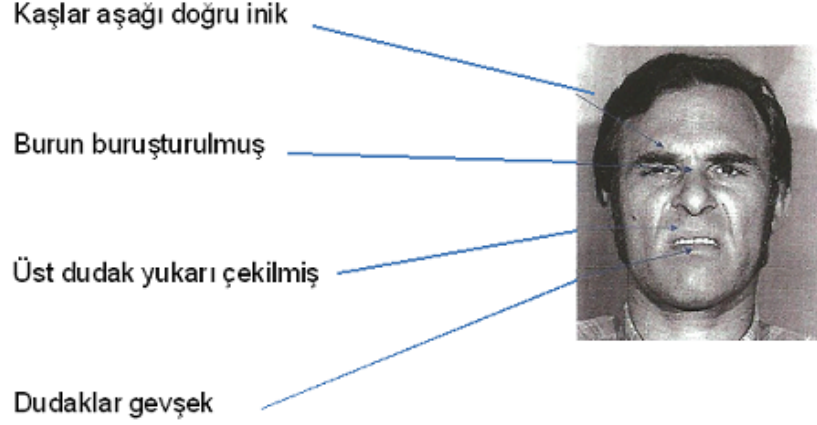 Kaşlar aşağı doğru inik
Burun buruşturulmuş
Üst dudak yukarı çekilmiş
Dudaklar gevşek